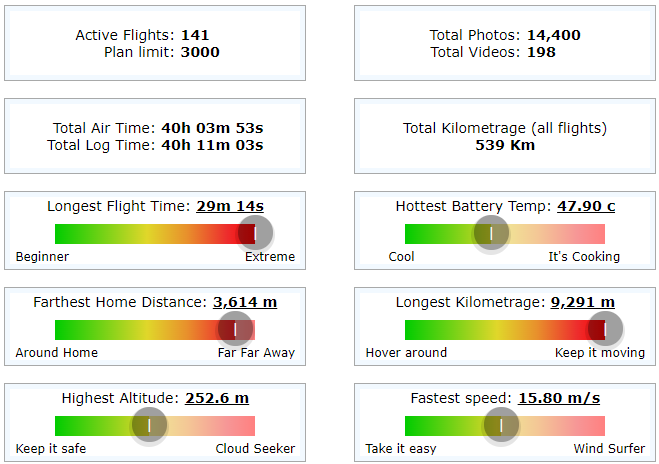 Active Flights: 141
Plan limit: 3000
Total Photos: 14,400
Total Videos: 198
Total Air Time: 40h 03m 53s
Total Log Time: 40h 11m 03s
Total Kilometrage (all flights)
539 Km
Longest Flight Time: 29m 14s
Beginner Extreme
Hottest Battery Temp: 47.90 c
Cool It's Cooking
Farthest Home Distance: 3,614 m
Around Home Far Far Away
Longest Kilometrage: 9,291 m
Hover around Keep it moving
Highest Altitude: 252.6 m
Keep it safe Cloud Seeker
Fastest speed: 15.80 m/s
Take it easy Wind Surfer